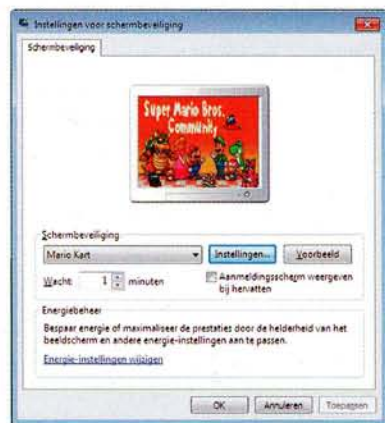 Instellingen voor schermbeveiliging
Schermbeveiliging
Super Mario Bros.
Community
Schermbeveiliging
Mario Kart
Instellingen...
Voorbeeld
Wacht:
1
minuten
Aanmeldingsscherm weergeven
bij hervatten
Energiebeheer
Bespaar energie of maximaliseer de prestaties door de helderheid van het
beeldscherm en andere energie-instellingen aan te passen.
Energie-instellingen wijzigen
OK
Annuleren
Toepassen